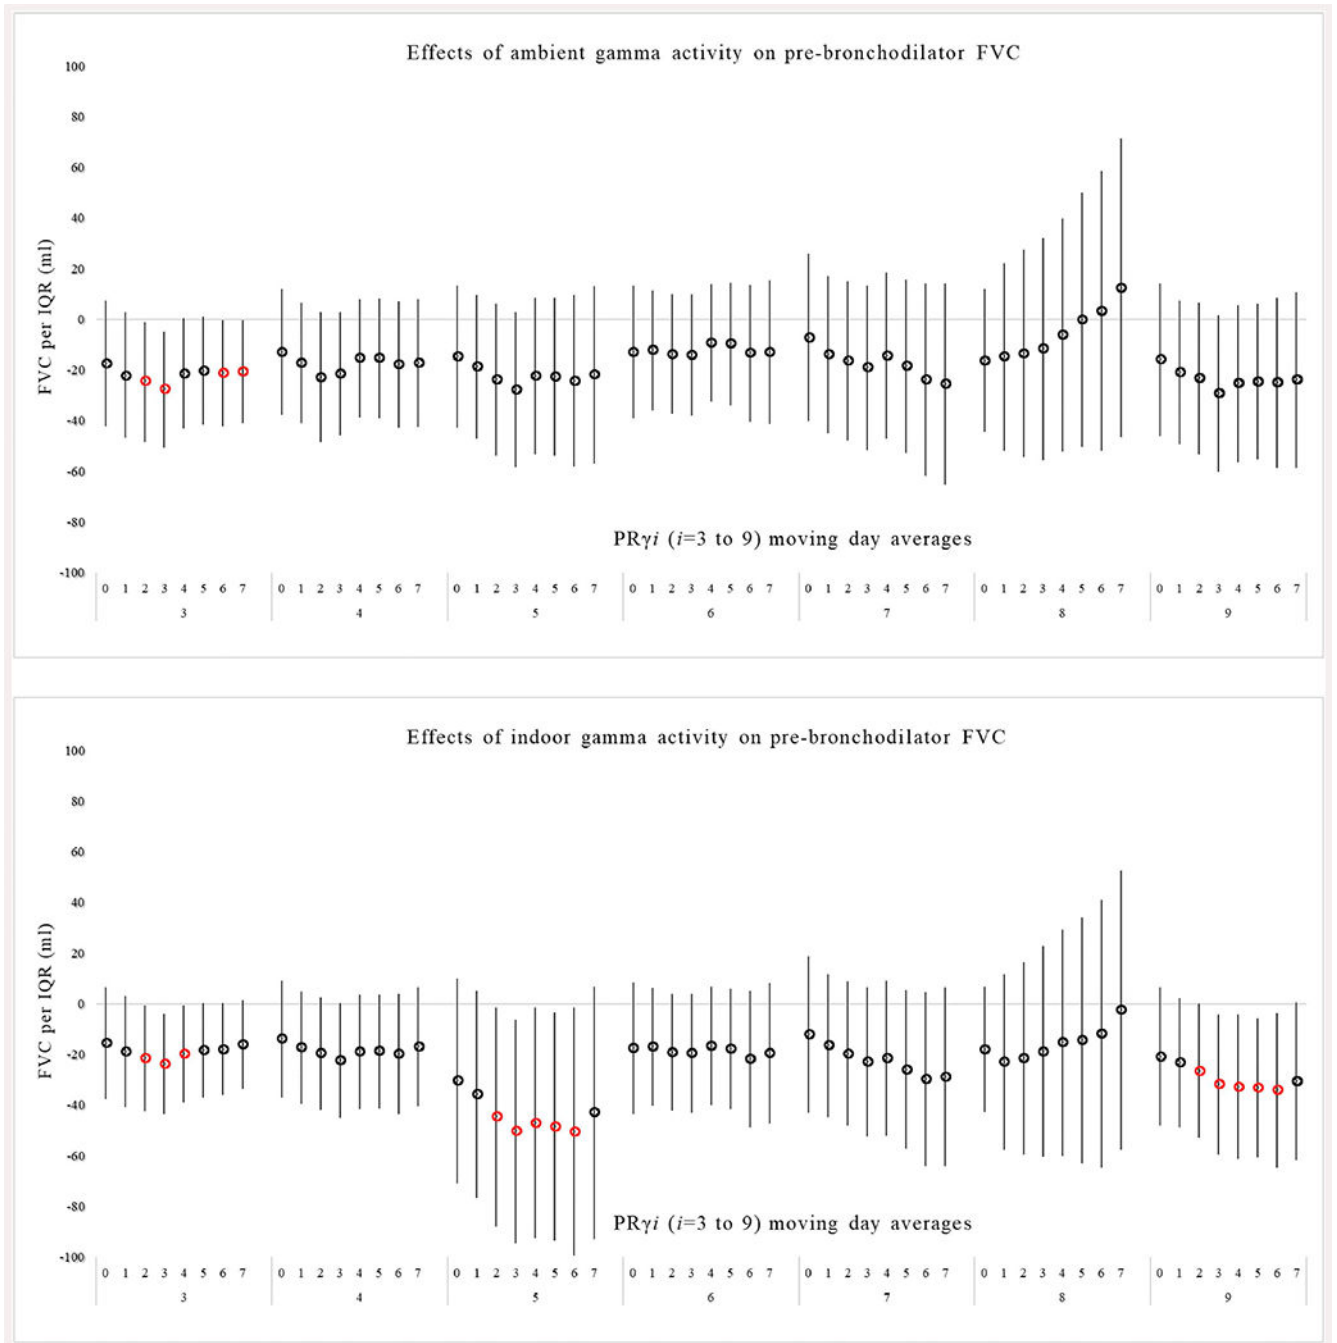 Effects of ambient gamma activity on pre-bronchodilator FVC
100
80
60
40
20
0
-20
-40
-60
-80
-100
FVC per IQR (ml)
PRγi (i=3 to 9) moving day averages
0 1 2 3 4 5 6 7 0 1 2 3 4 5 6 7 0 1 2 3 4 5 6 7 0 1 2 3 4 5 6 7 0 1 2 3 4 5 6 7 0 1 2 3 4 5 6 7 0 1 2 3 4 5 6 7
3 4 5 6 7 8 9
Effects of indoor gamma activity on pre-bronchodilator FVC
100
80
60
40
20
0
-20
-40
-60
-80
-100
FVC per IQR (ml)
PRγi (i=3 to 9) moving day averages
0 1 2 3 4 5 6 7 0 1 2 3 4 5 6 7 0 1 2 3 4 5 6 7 0 1 2 3 4 5 6 7 0 1 2 3 4 5 6 7 0 1 2 3 4 5 6 7 0 1 2 3 4 5 6 7
3 4 5 6 7 8 9